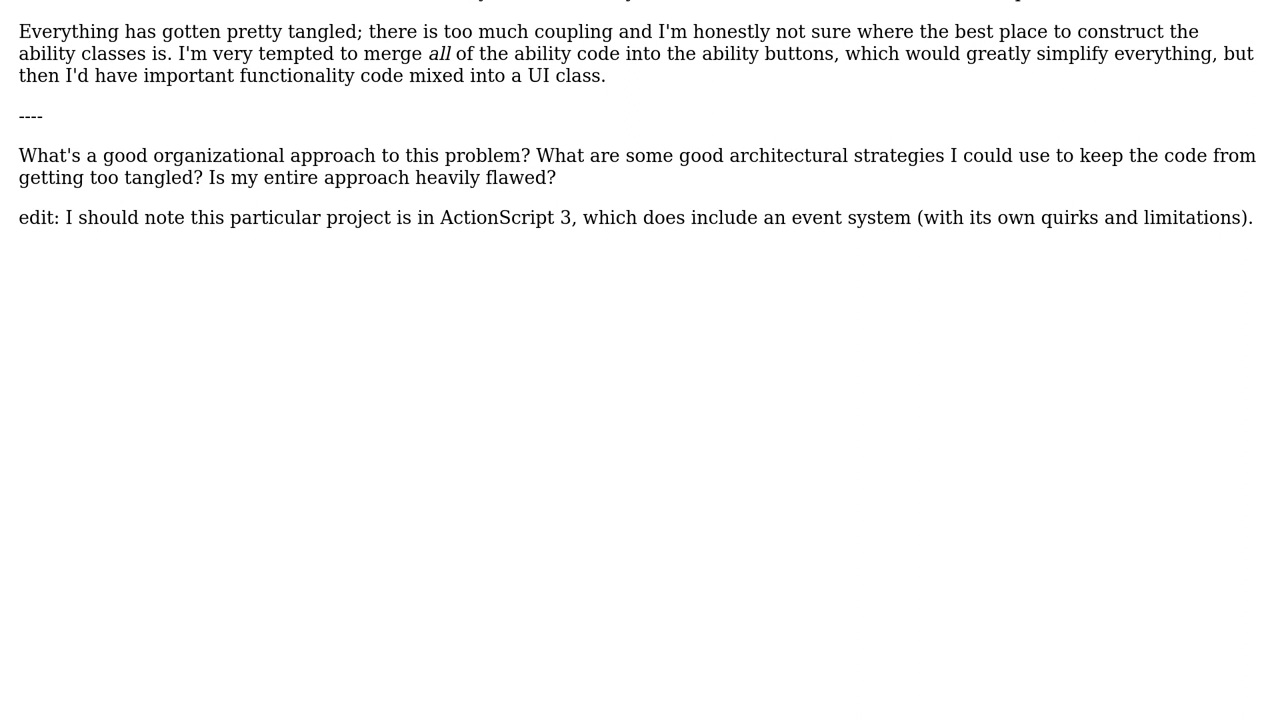 Everything has gotten pretty tangled; there is too much coupling and I'm honestly not sure where the best place to construct the
ability classes is. I'm very tempted to merge all of the ability code into the ability buttons, which would greatly simplify everything, but
then I'd have important functionality code mixed into a UI class.
----
What's a good organizational approach to this problem? What are some good architectural strategies I could use to keep the code from
getting too tangled? Is my entire approach heavily flawed?
edit: I should note this particular project is in ActionScript 3, which does include an event system (with its own quirks and limitations).